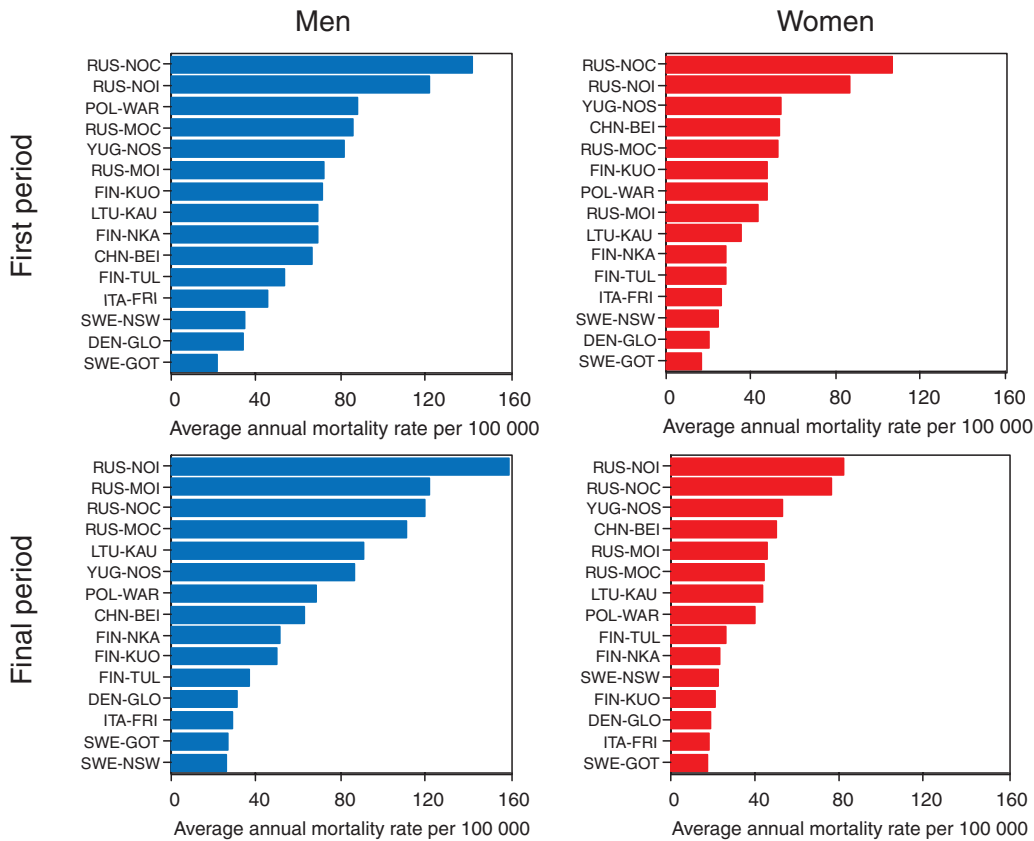 Men
Women
First period
RUS-NOC
RUS-NOI
POL-WAR
RUS-MOC
YUG-NOS
RUS-MOI
FIN-KUO
LTU-KAU
FIN-NKA
CHN-BEI
FIN-TUL
ITA-FRI
SWE-NSW
DEN-GLO
SWE-GOT
0 40 80 120 160
Average annual mortality rate per 100 000
RUS-NOC
RUS-NOI
YUG-NOS
CHN-BEI
RUS-MOC
FIN-KUO
POL-WAR
RUS-MOI
LTU-KAU
FIN-NKA
FIN-TUL
ITA-FRI
SWE-NSW
DEN-GLO
SWE-GOT
0 40 80 120 160
Average annual mortality rate per 100 000
Final period
RUS-NOI
RUS-MOI
RUS-NOC
RUS-MOC
LTU-KAU
YUG-NOS
POL-WAR
CHN-BEI
FIN-NKA
FIN-KUO
FIN-TUL
DEN-GLO
ITA-FRI
SWE-GOT
SWE-NSW
0 40 80 120 160
Average annual mortality rate per 100 000
RUS-NOI
RUS-NOC
YUG-NOS
CHN-BEI
RUS-MOI
RUS-MOC
LTU-KAU
POL-WAR
FIN-TUL
FIN-NKA
SWE-NSW
FIN-KUO
DEN-GLO
ITA-FRI
SWE-GOT
0 40 80 120 160
Average annual mortality rate per 100 000